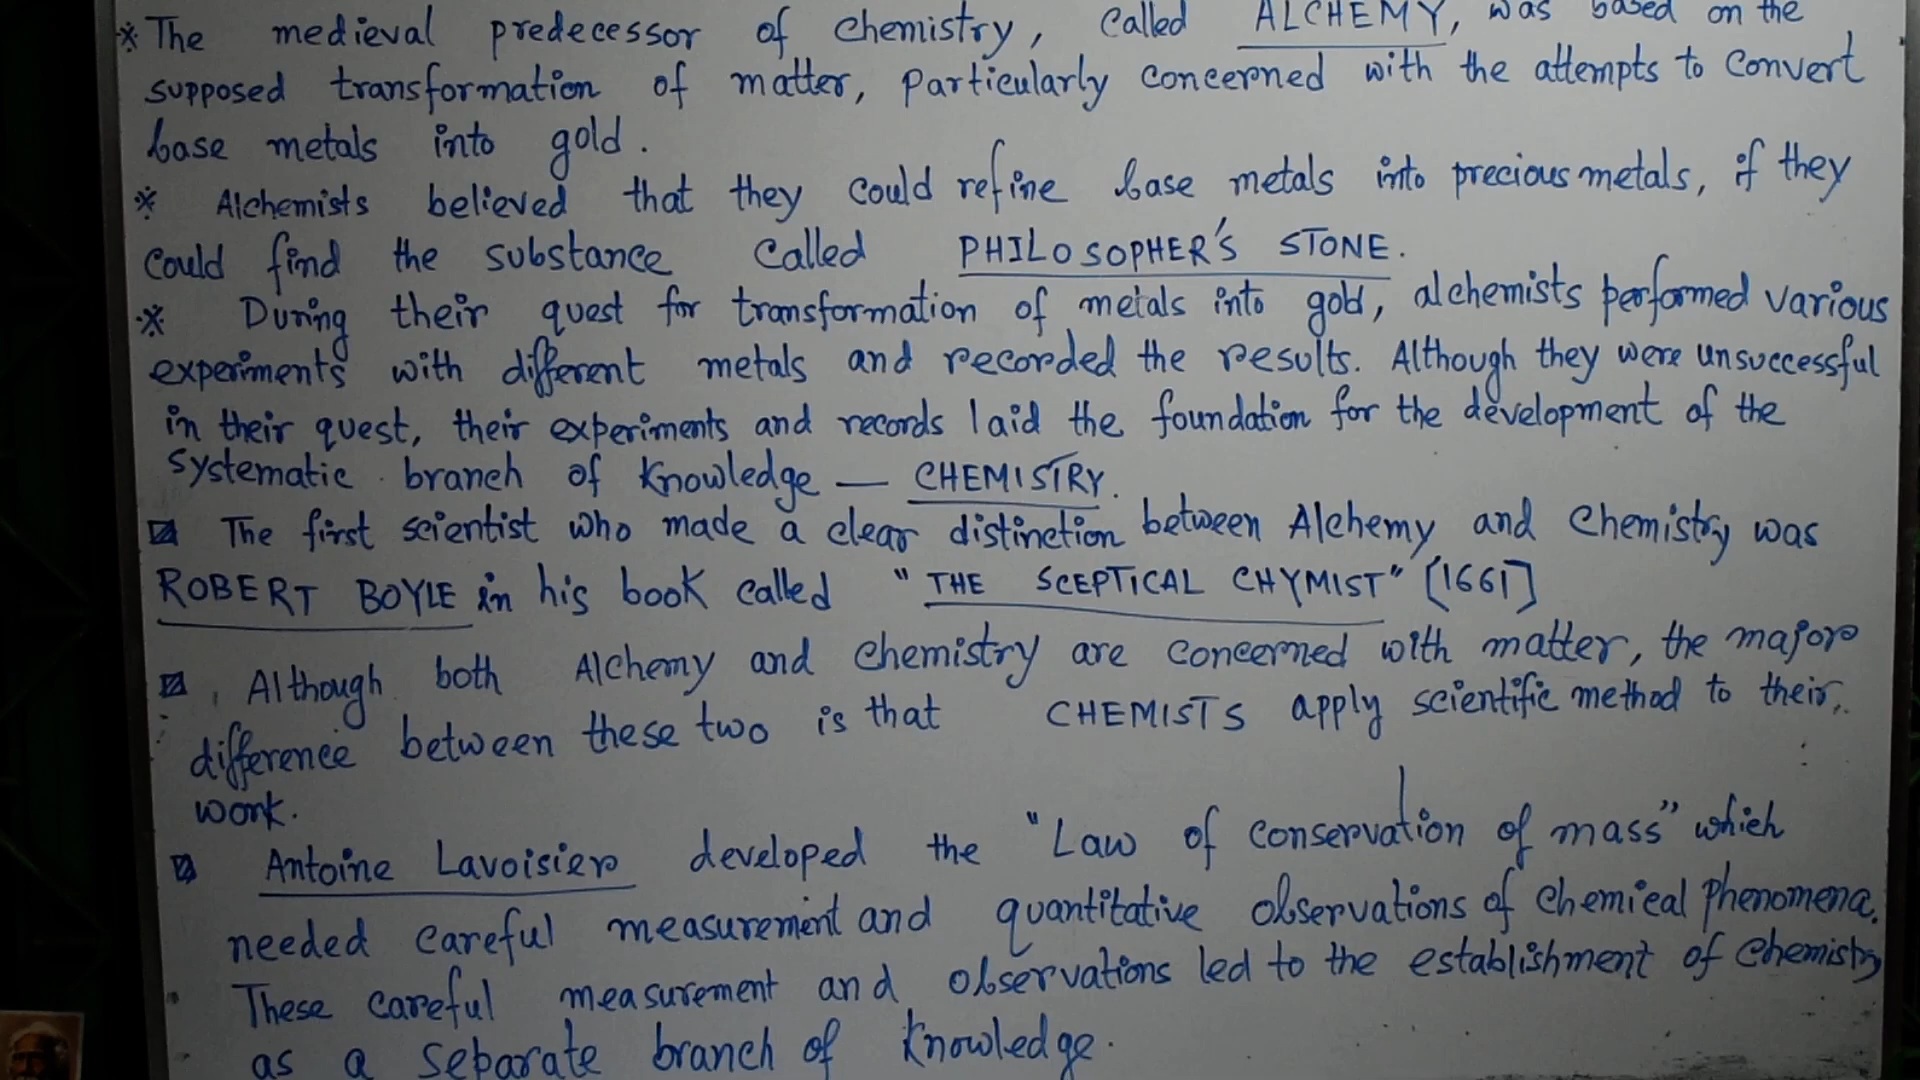 * The medieval predecessor of chemistry, called ALCHEMY, was based on the
supposed transformation of matter, particularly concerned with the attempts to convert
base metals into gold.
* Alchemists believed that they could refine base metals into precious metals, if they
could find the substance called PHILOSOPHER'S STONE.
* During their quest for transformation of metals into gold, alchemists performed various
experiments with different metals and recorded the results. Although they were unsuccessful
in their quest, their experiments and records laid the foundation for the development of the
systematic branch of knowledge — CHEMISTRY.
The first scientist who made a clear distinction between Alchemy and Chemistry was
ROBERT BOYLE in his book called "THE SCEPTICAL CHYMIST" [1661]
Although both Alchemy and chemistry are concerned with matter, the major
difference between these two is that CHEMISTS apply scientific method to their
work.
Antoine Lavoisier developed the "Law of conservation of mass" which
needed careful measurement and quantitative observations of chemical phenomena.
These careful measurement and observations led to the establishment of chemistry
as a separate branch of knowledge.